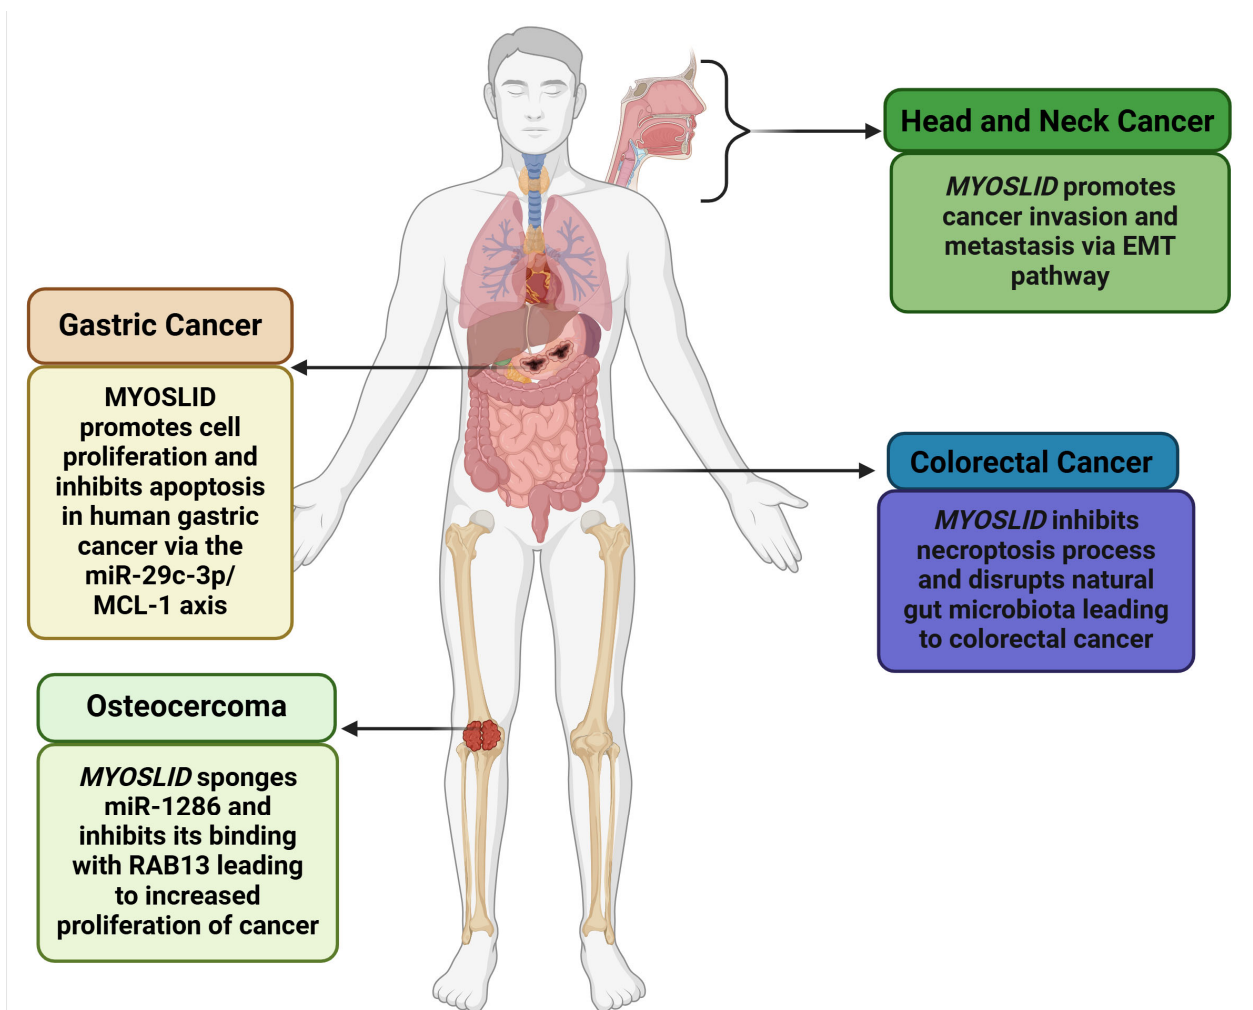 Head and Neck Cancer
MYOSLID promotes
cancer invasion and
metastasis via EMT
pathway
Gastric Cancer
MYOSLID
promotes cell
proliferation and
inhibits apoptosis
in human gastric
cancer via the
miR-29c-3p/
MCL-1 axis
Colorectal Cancer
MYOSLID inhibits
necroptosis process
and disrupts natural
gut microbiota leading
to colorectal cancer
Osteocercoma
MYOSLID sponges
miR-1286 and
inhibits its binding
with RAB13 leading
to increased
proliferation of cancer